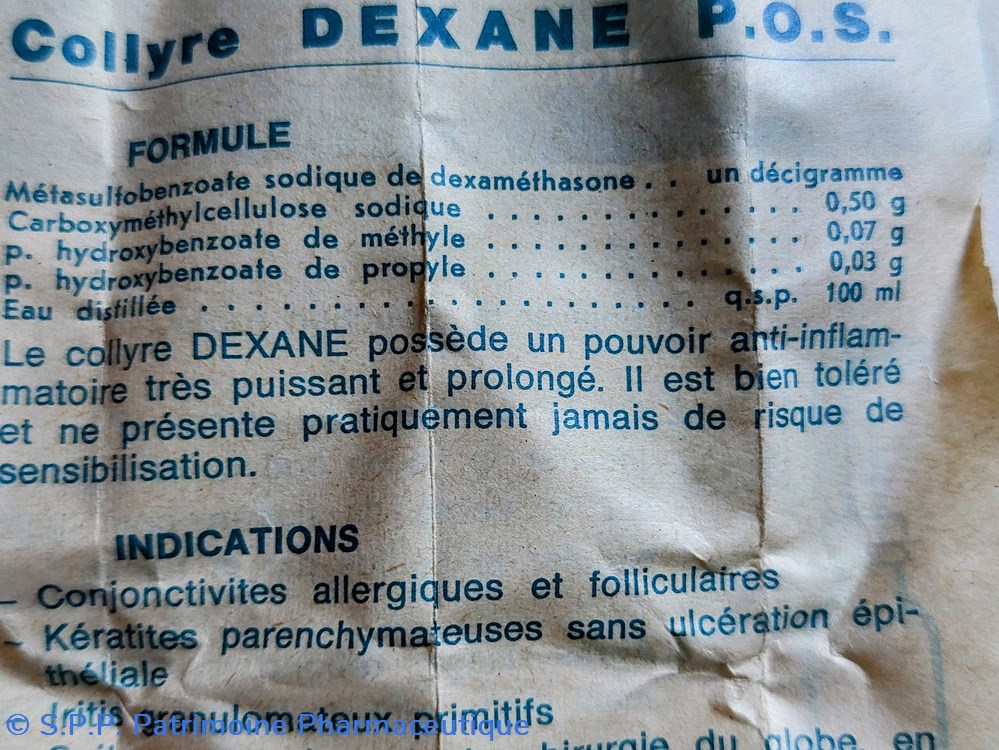 Collyre DEXANE P.O.S.
FORMULE
Métasulfobenzoate sodique de dexaméthasone . . un décigramme
Carboxyméthylcellulose sodique . . . . . . . . . . . . . . 0,50 g
p. hydroxybenzoate de méthyle . . . . . . . . . . . . . . 0,07 g
p. hydroxybenzoate de propyle . . . . . . . . . . . . . . 0,03 g
Eau distillée . . . . . . . . . . . . . . . . . . . . . . q.s.p. 100 ml
Le collyre DEXANE possède un pouvoir anti-inflam-
matoire très puissant et prolongé. Il est bien toléré
et ne présente pratiquement jamais de risque de
sensibilisation.
INDICATIONS
– Conjonctivites allergiques et folliculaires
– Kératites parenchymateuses sans ulcération épi-
théliale
Iritis granulomateux primitifs
© S.P.P. Patrimoine Pharmaceutique
chirurgie du globe, en